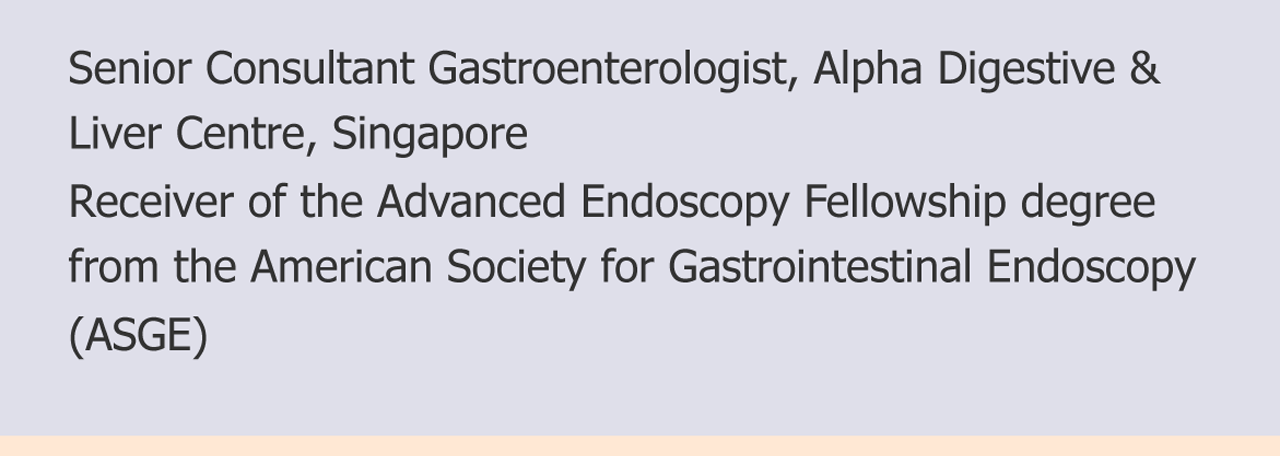 Senior Consultant Gastroenterologist, Alpha Digestive &
Liver Centre, Singapore
Receiver of the Advanced Endoscopy Fellowship degree
from the American Society for Gastrointestinal Endoscopy
(ASGE)